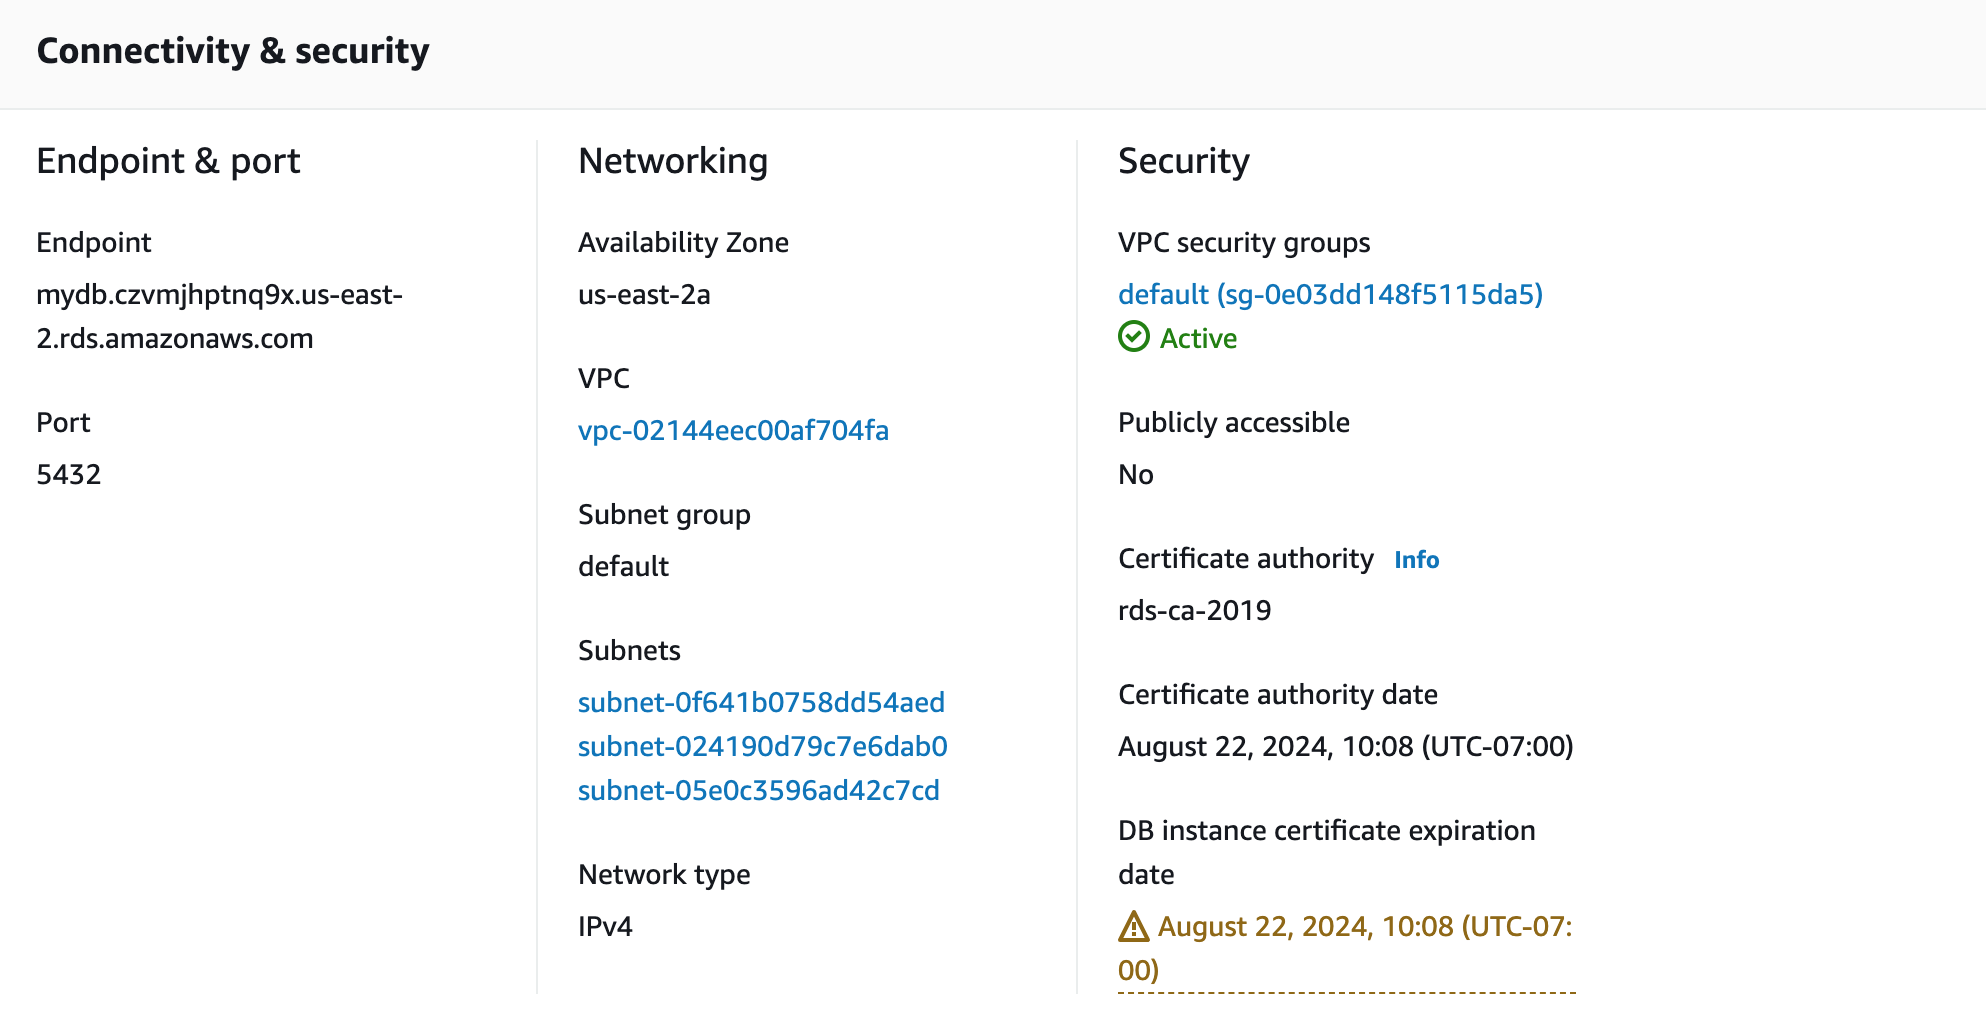 Connectivity & security
Endpoint & port
Endpoint
mydb.czvmjhptnq9x.us-east-
2.rds.amazonaws.com
Port
5432
Networking
Availability Zone
us-east-2a
VPC
vpc-02144eec00af704fa
Subnet group
default
Subnets
subnet-0f641b0758dd54aed
subnet-024190d79c7e6dab0
subnet-05e0c3596ad42c7cd
Network type
IPv4
Security
VPC security groups
default (sg-0e03dd148f5115da5)
Active
Publicly accessible
No
Certificate authority Info
rds-ca-2019
Certificate authority date
August 22, 2024, 10:08 (UTC-07:00)
DB instance certificate expiration
date
August 22, 2024, 10:08 (UTC-07:
00)